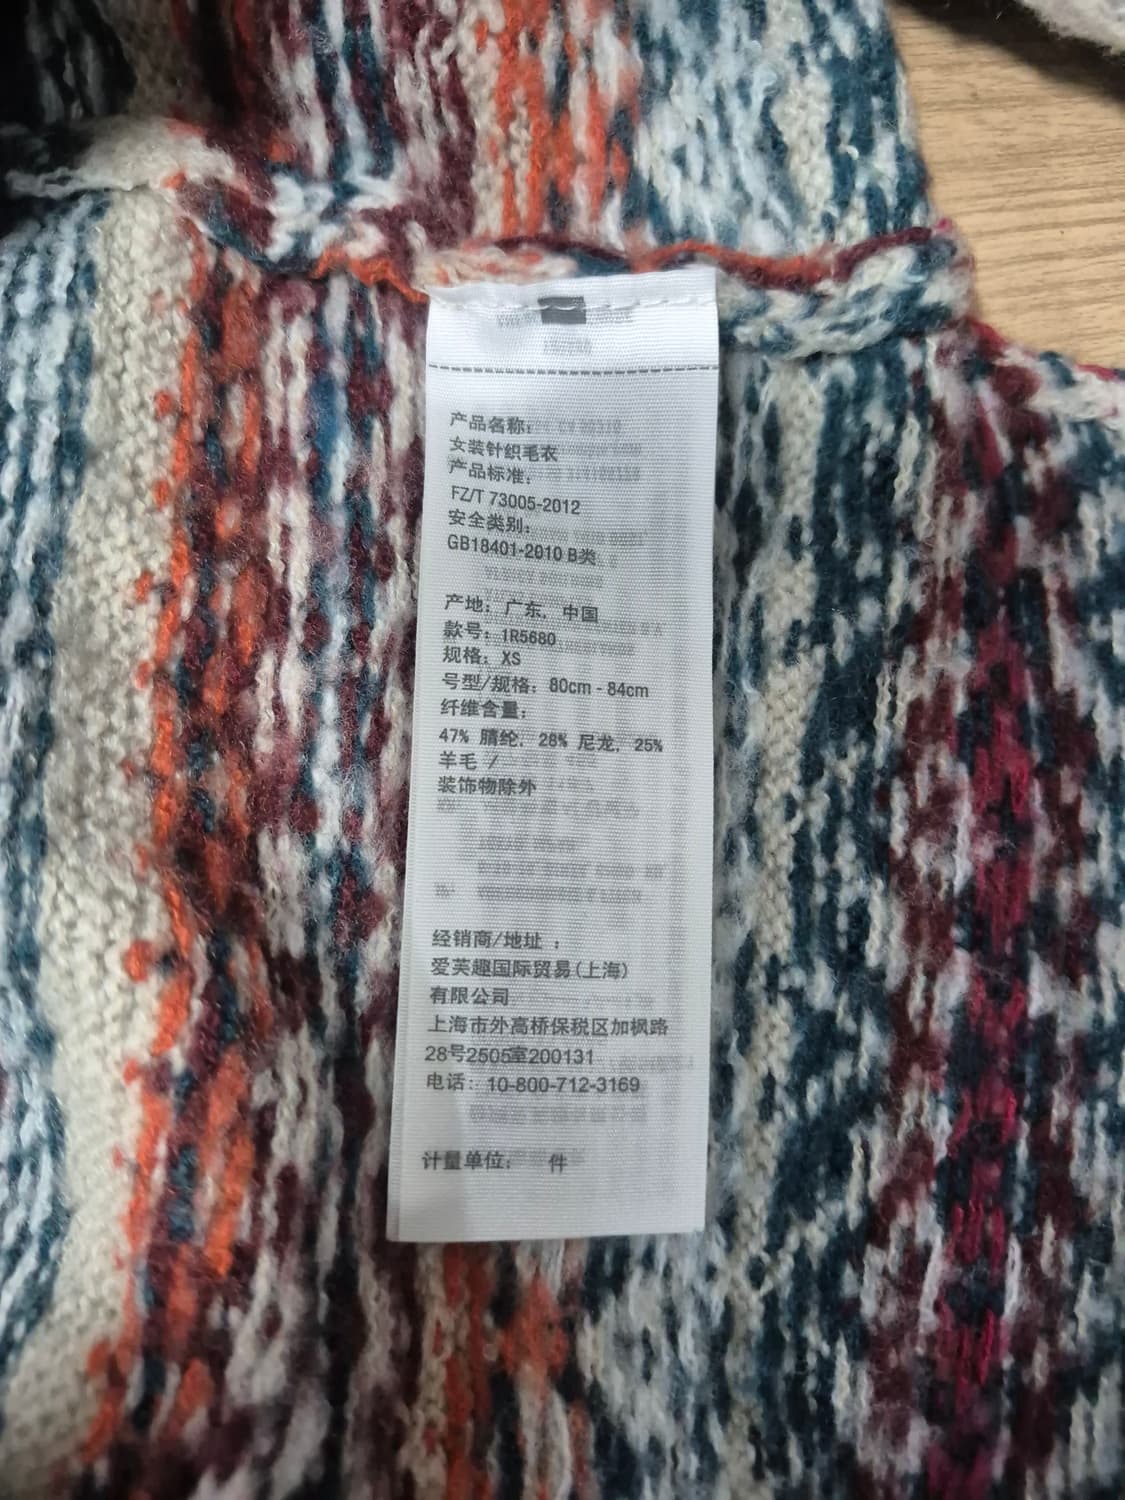 产品名称：
女装针织毛衣
产品标准：
FZ/T 73005-2012
安全类别：
GB18401-2010 B类
产地：广东, 中国
款号：1R5680
规格：XS
号型/规格：80cm - 84cm
纤维含量：
47% 腈纶, 28% 尼龙, 25%
羊毛 /
装饰物除外
经销商/地址 ：
爱芙趣国际贸易(上海)
有限公司
上海市外高桥保税区加枫路
28号2505室200131
电话：10-800-712-3169
计量单位： 件